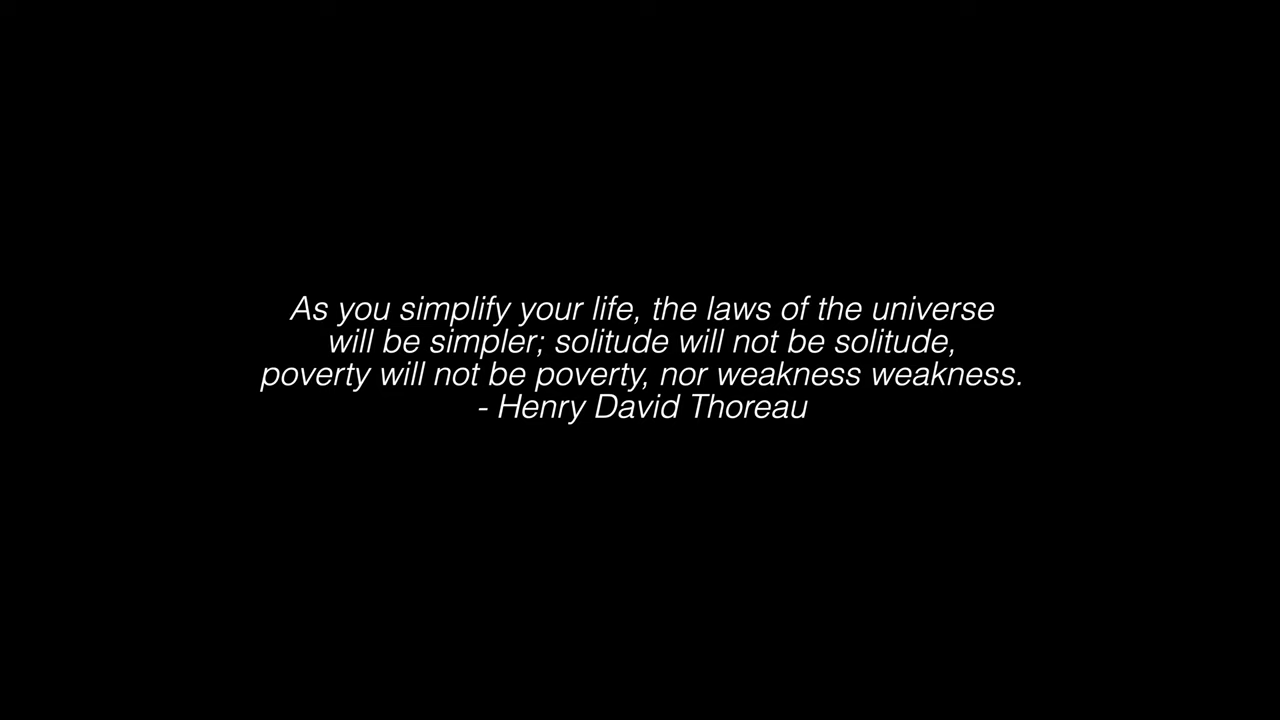 As you simplify your life, the laws of the universe
will be simpler; solitude will not be solitude,
poverty will not be poverty, nor weakness weakness.
- Henry David Thoreau